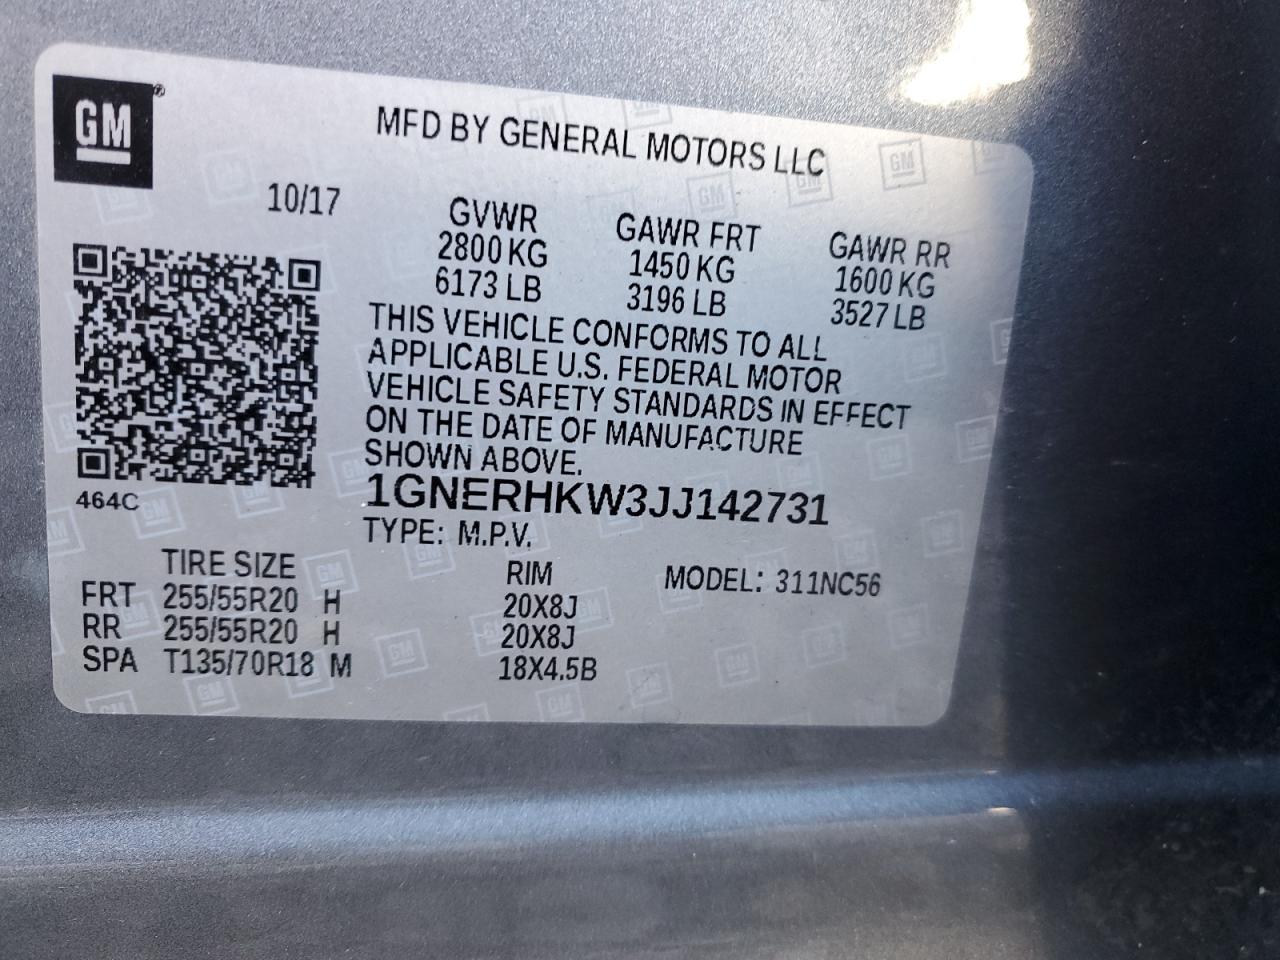 GM ®
MFD BY GENERAL MOTORS LLC
10/17
GVWR GAWR FRT GAWR RR
2800 KG 1450 KG 1600 KG
6173 LB 3196 LB 3527 LB
THIS VEHICLE CONFORMS TO ALL
APPLICABLE U.S. FEDERAL MOTOR
VEHICLE SAFETY STANDARDS IN EFFECT
ON THE DATE OF MANUFACTURE
SHOWN ABOVE.
464C
1GNERHKW3JJ142731
TYPE: M.P.V.
TIRE SIZE RIM MODEL: 311NC56
FRT 255/55R20 H 20X8J
RR 255/55R20 H 20X8J
SPA T135/70R18 M 18X4.5B